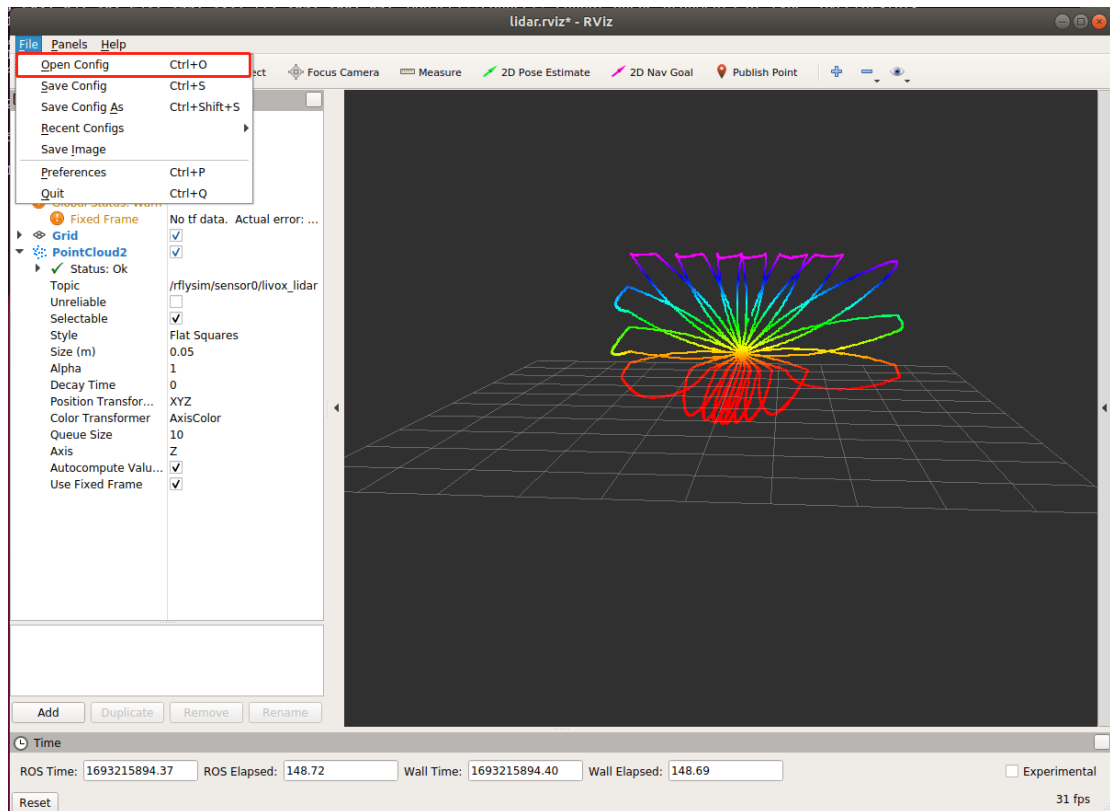 lidar.rviz* - RViz
File Panels Help
Open Config Ctrl+O
Save Config Ctrl+S
Save Config As Ctrl+Shift+S
Recent Configs
Save Image
Preferences Ctrl+P
Quit Ctrl+Q
Focus Camera Measure 2D Pose Estimate 2D Nav Goal Publish Point
Global Status: Warn
Fixed Frame No tf data. Actual error: ...
Grid
PointCloud2
Status: Ok
Topic /rflysim/sensor0/livox_lidar
Unreliable
Selectable
Style Flat Squares
Size (m) 0.05
Alpha 1
Decay Time 0
Position Transfor... XYZ
Color Transformer AxisColor
Queue Size 10
Axis Z
Autocompute Valu...
Use Fixed Frame
Add Duplicate Remove Rename
Time
ROS Time: 1693215894.37 ROS Elapsed: 148.72 Wall Time: 1693215894.40 Wall Elapsed: 148.69 Experimental
Reset 31 fps